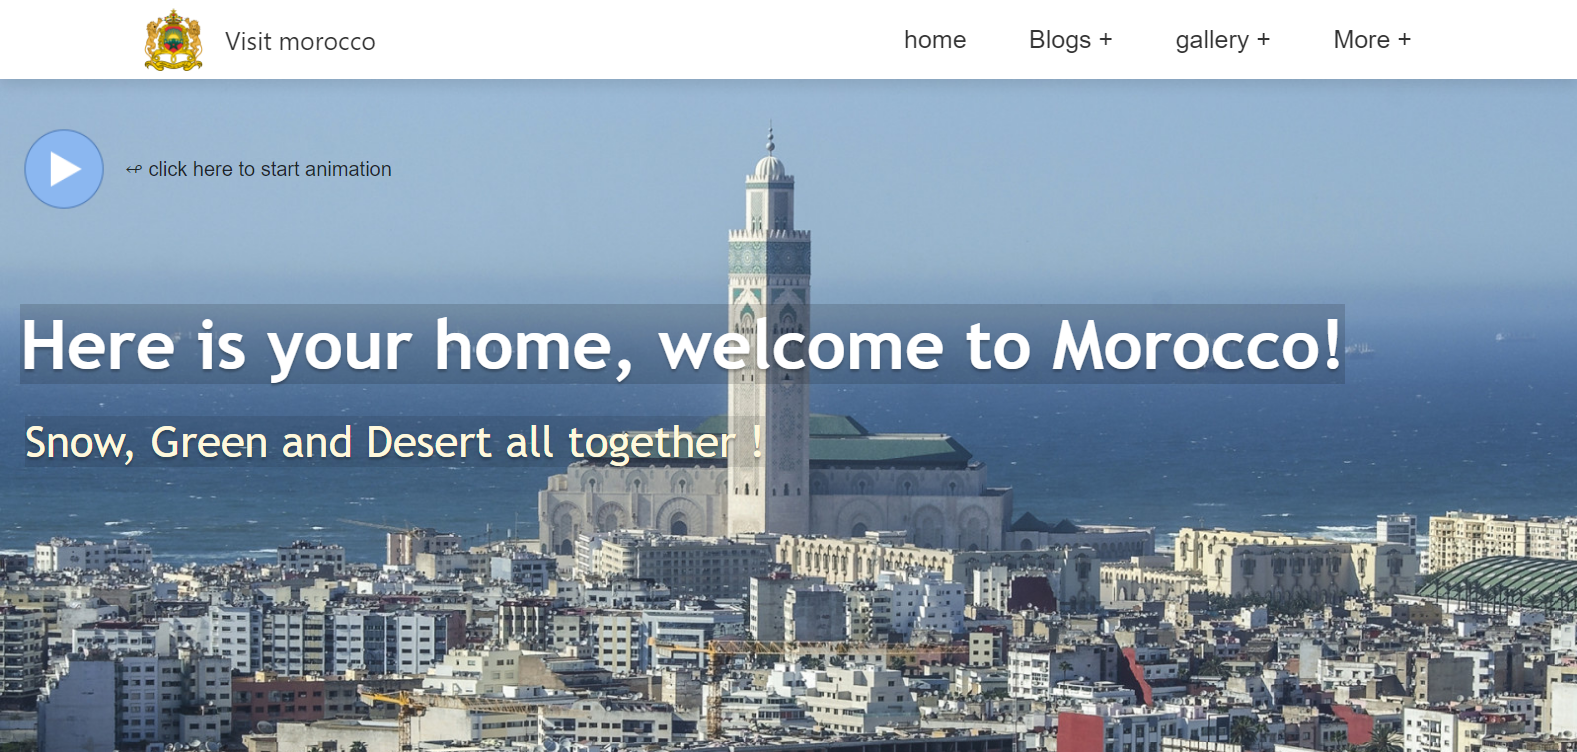 Visit morocco
home
Blogs +
gallery +
More +
↫ click here to start animation
Here is your home, welcome to Morocco!
Snow, Green and Desert all together !